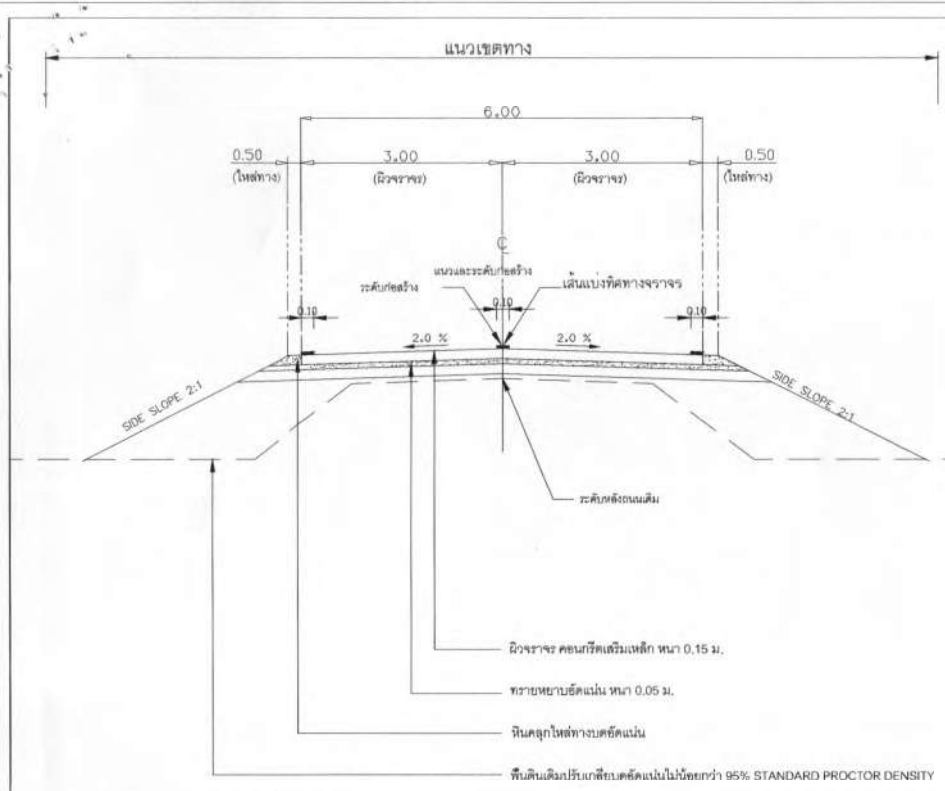 แนวเขตทาง
6.00
0.50 3.00 3.00 0.50
(ไหล่ทาง) (ผิวจราจร) (ผิวจราจร) (ไหล่ทาง)
℄
แนวและระดับก่อสร้าง
ระดับก่อสร้าง 0.10 เส้นแบ่งทิศทางจราจร
0.10 0.10
2.0 % 2.0 %
SIDE SLOPE 2:1 SIDE SLOPE 2:1
ระดับหลังถนนเดิม
ผิวจราจร คอนกรีตเสริมเหล็ก หนา 0.15 ม.
ทรายหยาบอัดแน่น หนา 0.05 ม.
หินคลุกไหล่ทางบดอัดแน่น
พื้นดินเดิมปรับเกลี่ยบดอัดแน่นไม่น้อยกว่า 95% STANDARD PROCTOR DENSITY